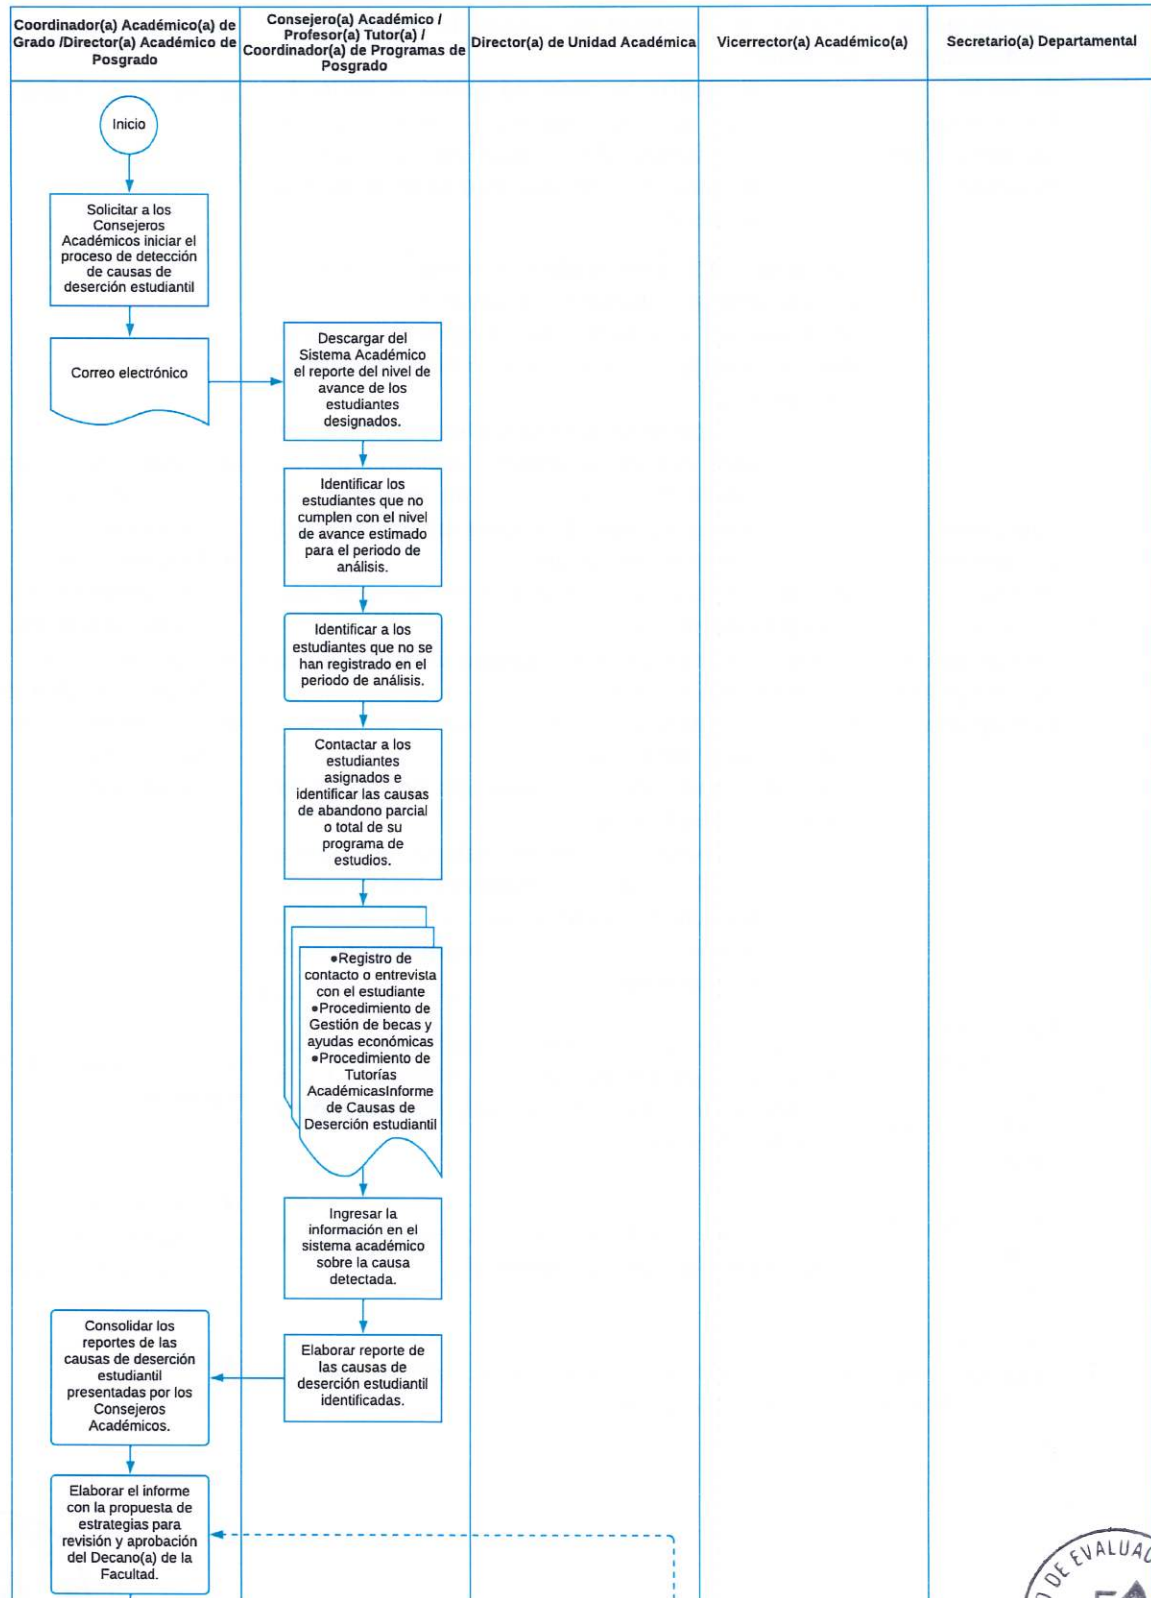 Coordinador(a) Académico(a) de
Grado /Director(a) Académico de
Posgrado
Consejero(a) Académico /
Profesor(a) Tutor(a) /
Coordinador(a) de Programas de
Posgrado
Director(a) de Unidad Académica
Vicerrector(a) Académico(a)
Secretario(a) Departamental
Inicio
Solicitar a los
Consejeros
Académicos iniciar el
proceso de detección
de causas de
deserción estudiantil
Correo electrónico
Descargar del
Sistema Académico
el reporte del nivel de
avance de los
estudiantes
designados.
Identificar los
estudiantes que no
cumplen con el nivel
de avance estimado
para el periodo de
análisis.
Identificar a los
estudiantes que no se
han registrado en el
periodo de análisis.
Contactar a los
estudiantes
asignados e
identificar las causas
de abandono parcial
o total de su
programa de
estudios.
●Registro de
contacto o entrevista
con el estudiante
●Procedimiento de
Gestión de becas y
ayudas económicas
●Procedimiento de
Tutorías
AcadémicasInforme
de Causas de
Deserción estudiantil
Ingresar la
información en el
sistema académico
sobre la causa
detectada.
Elaborar reporte de
las causas de
deserción estudiantil
identificadas.
Consolidar los
reportes de las
causas de deserción
estudiantil
presentadas por los
Consejeros
Académicos.
Elaborar el informe
con la propuesta de
estrategias para
revisión y aprobación
del Decano(a) de la
Facultad.
DE EVALUAC